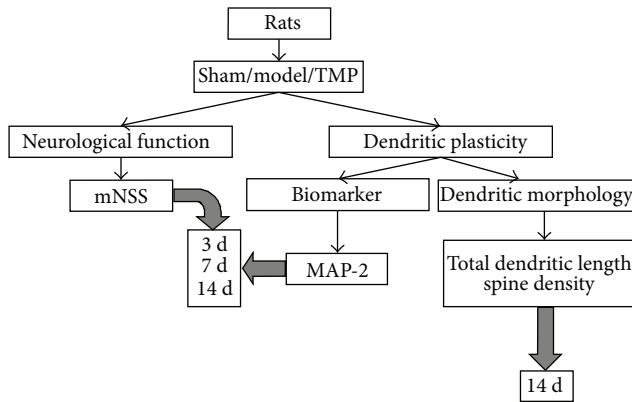 Rats
Sham/model/TMP
Neurological function
Dendritic plasticity
mNSS
Biomarker
Dendritic morphology
3 d
7 d
14 d
MAP-2
Total dendritic length
spine density
14 d